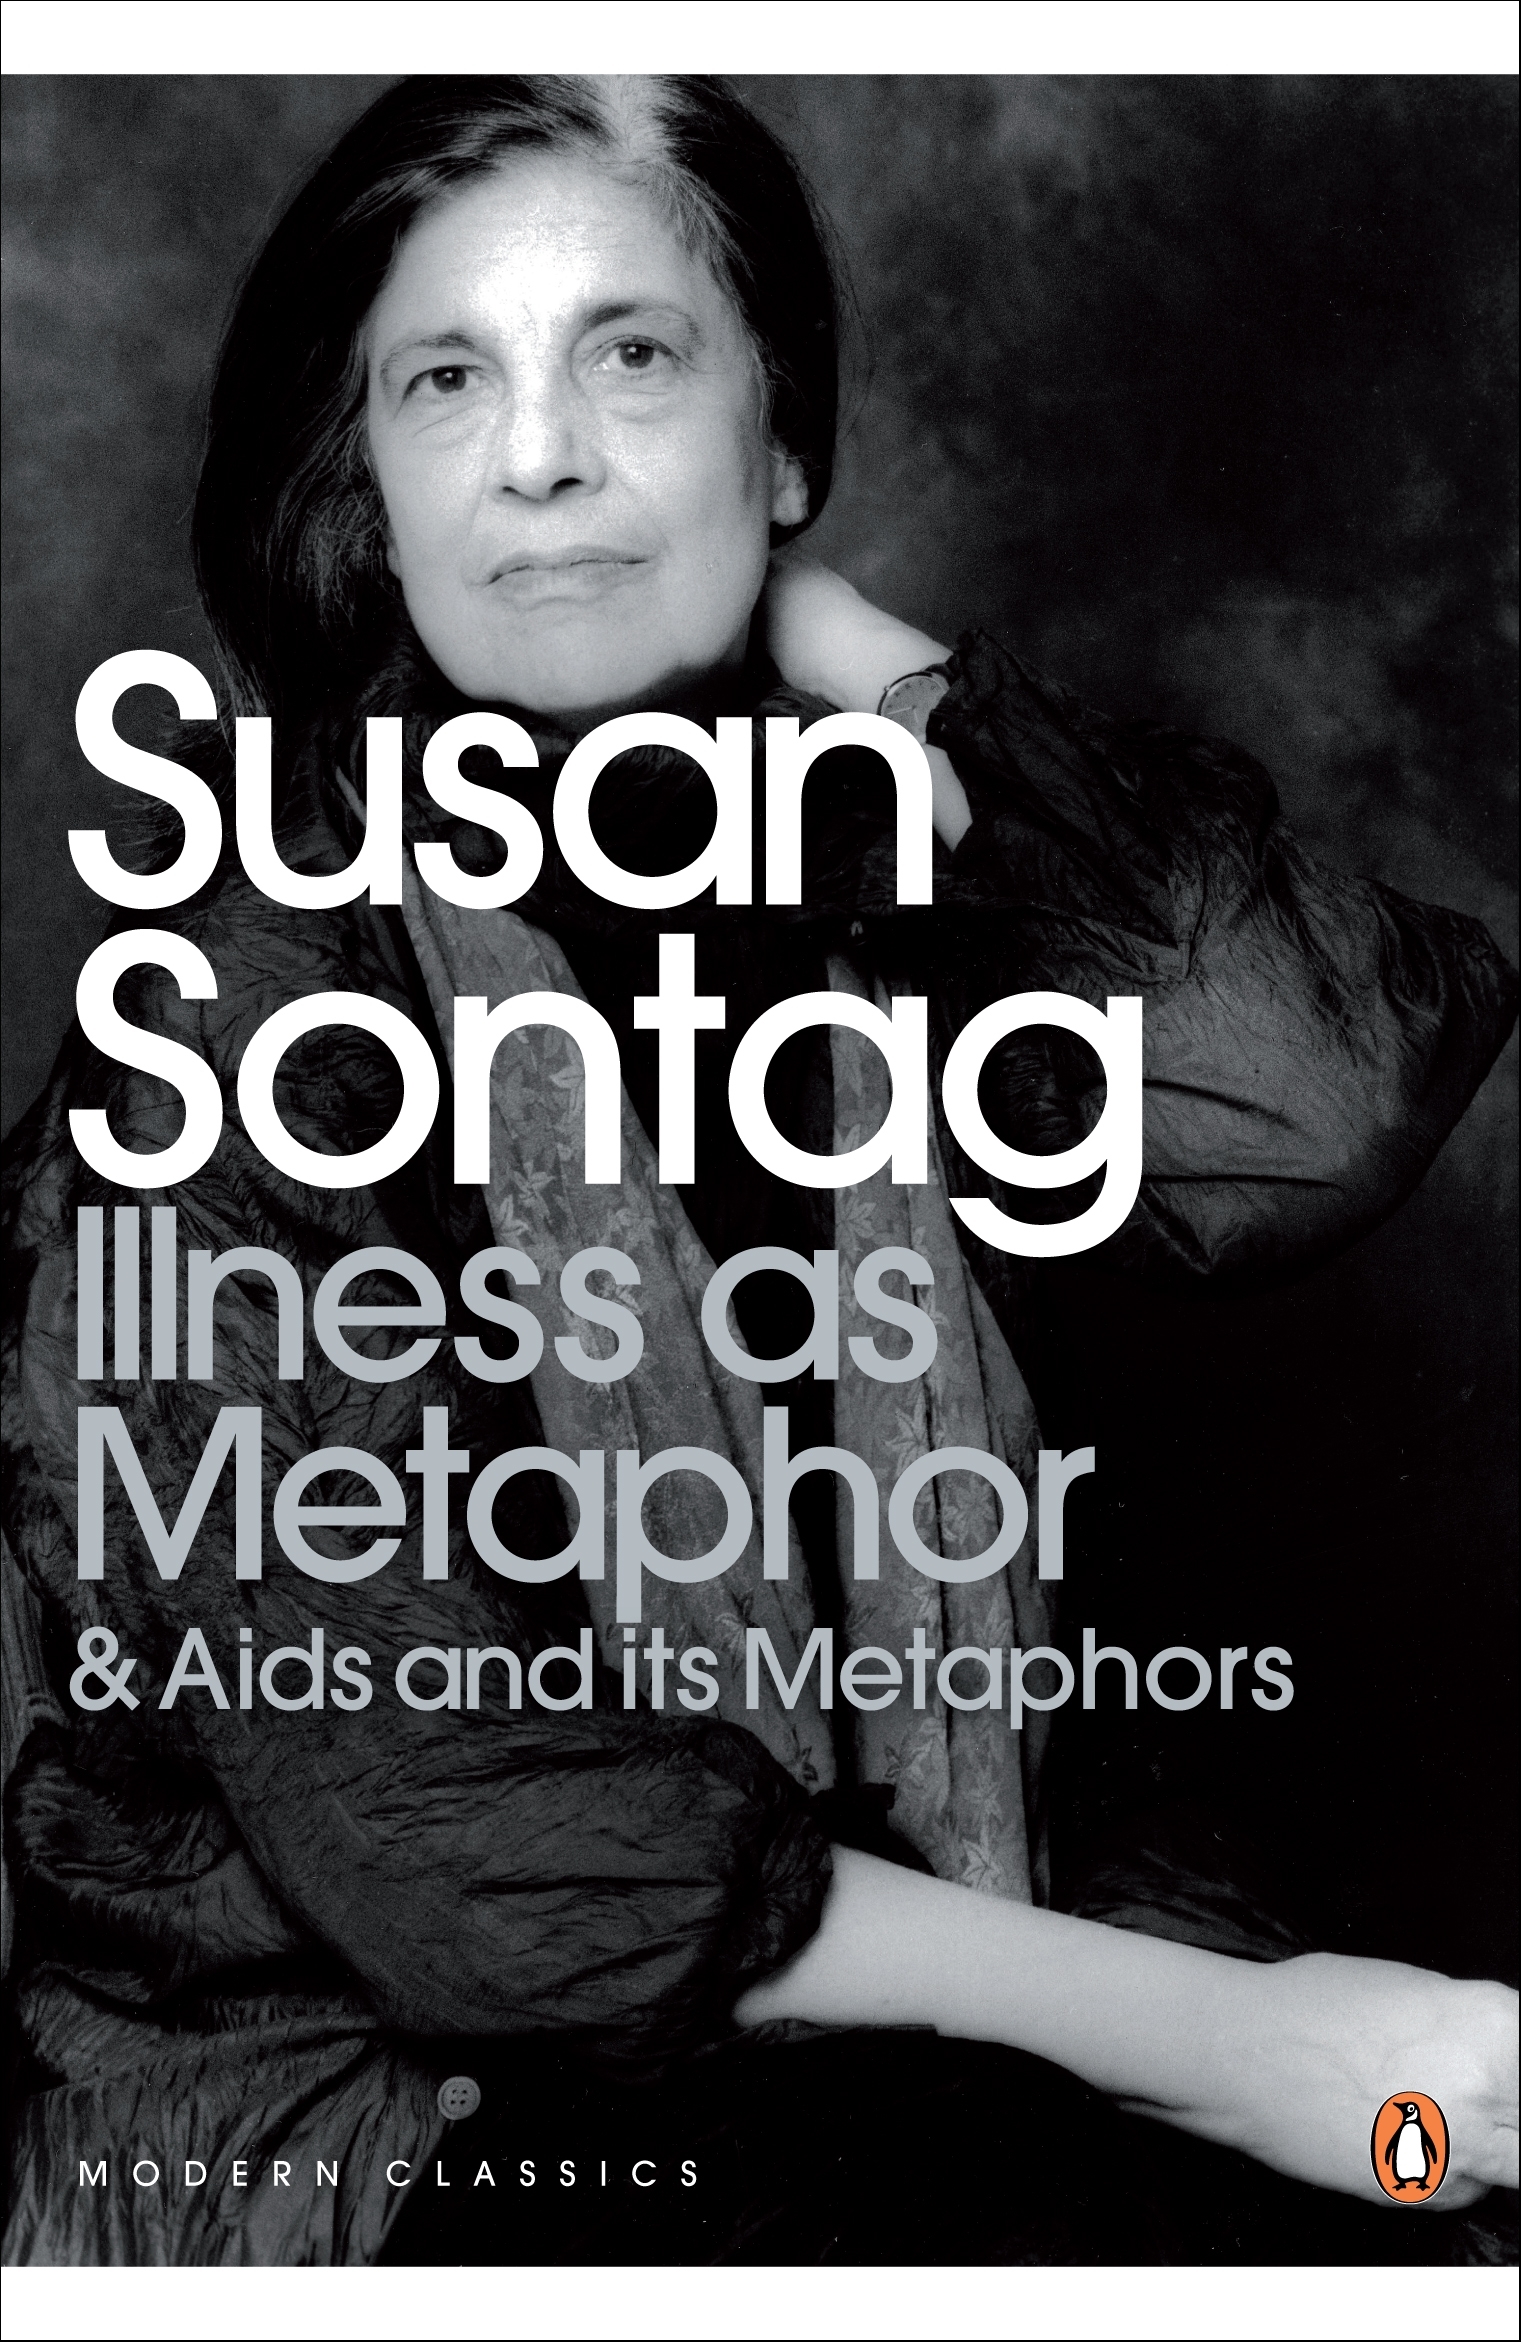 Susan
Sontag
Illness as
Metaphor
& Aids and its Metaphors
MODERN CLASSICS